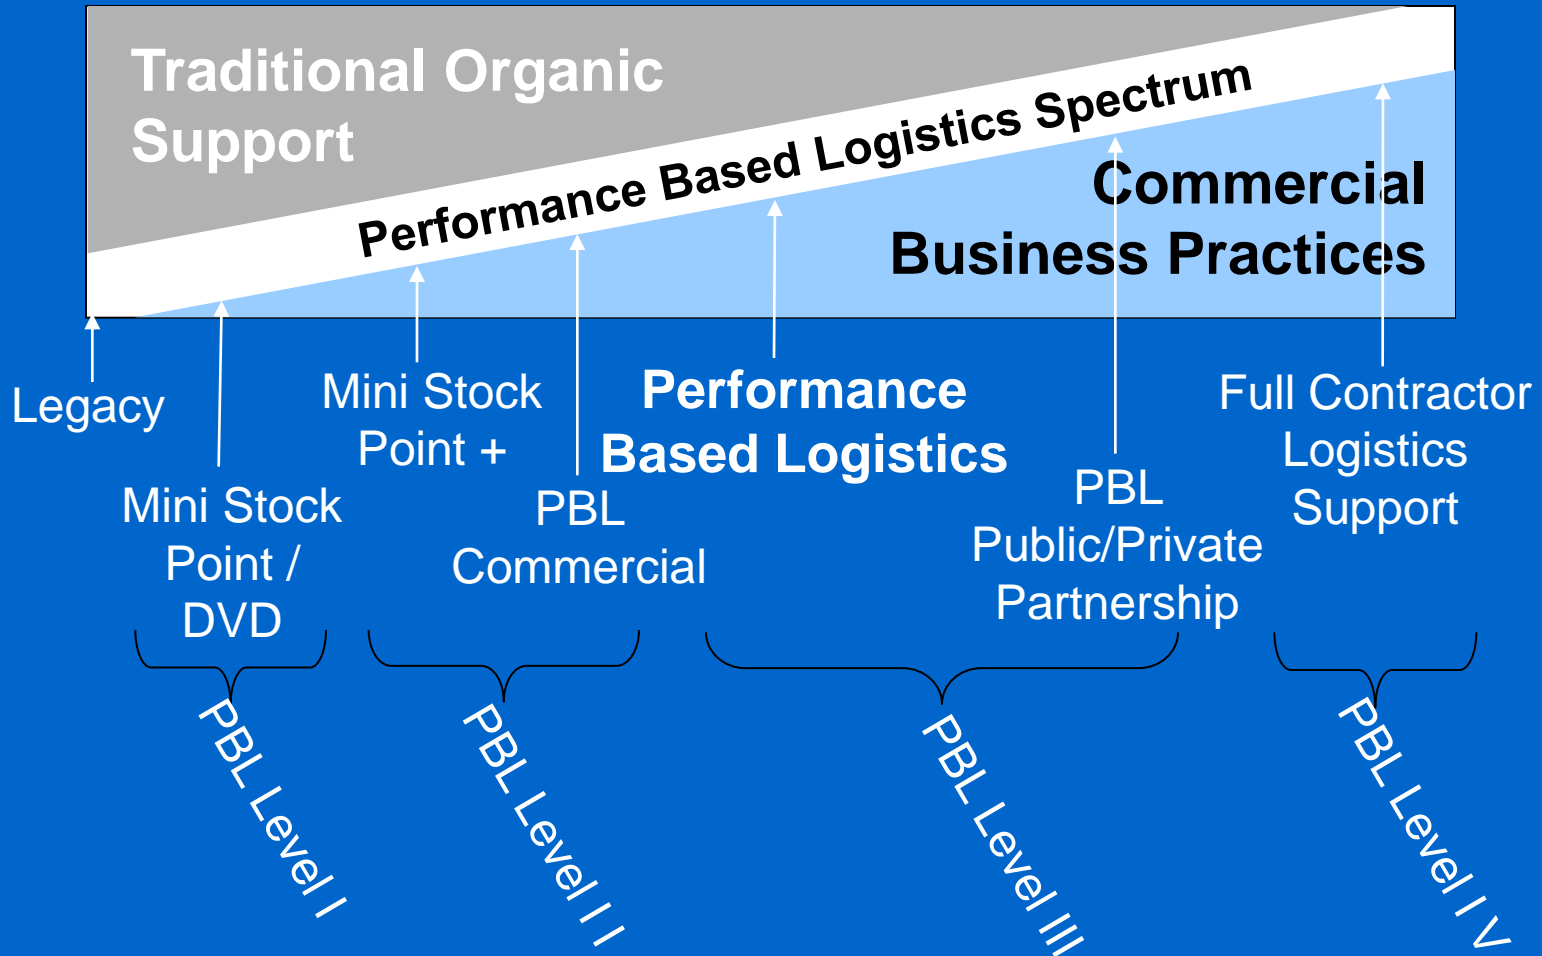 Traditional Organic
Support
Performance Based Logistics Spectrum
Commercial
Business Practices
Legacy
Mini Stock
Point /
DVD
Mini Stock
Point +
PBL
Commercial
Performance
Based Logistics
PBL
Public/Private
Partnership
Full Contractor
Logistics
Support
PBL Level I
PBL Level I I
PBL Level III
PBL Level I V